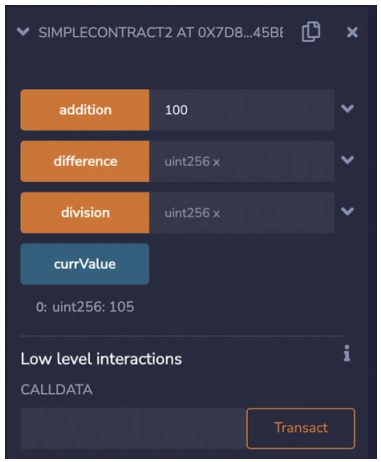 SIMPLECONTRACT2 AT 0X7D8...45BE
addition 100
difference uint256 x
division uint256 x
currValue
0: uint256: 105
Low level interactions
CALLDATA
Transact